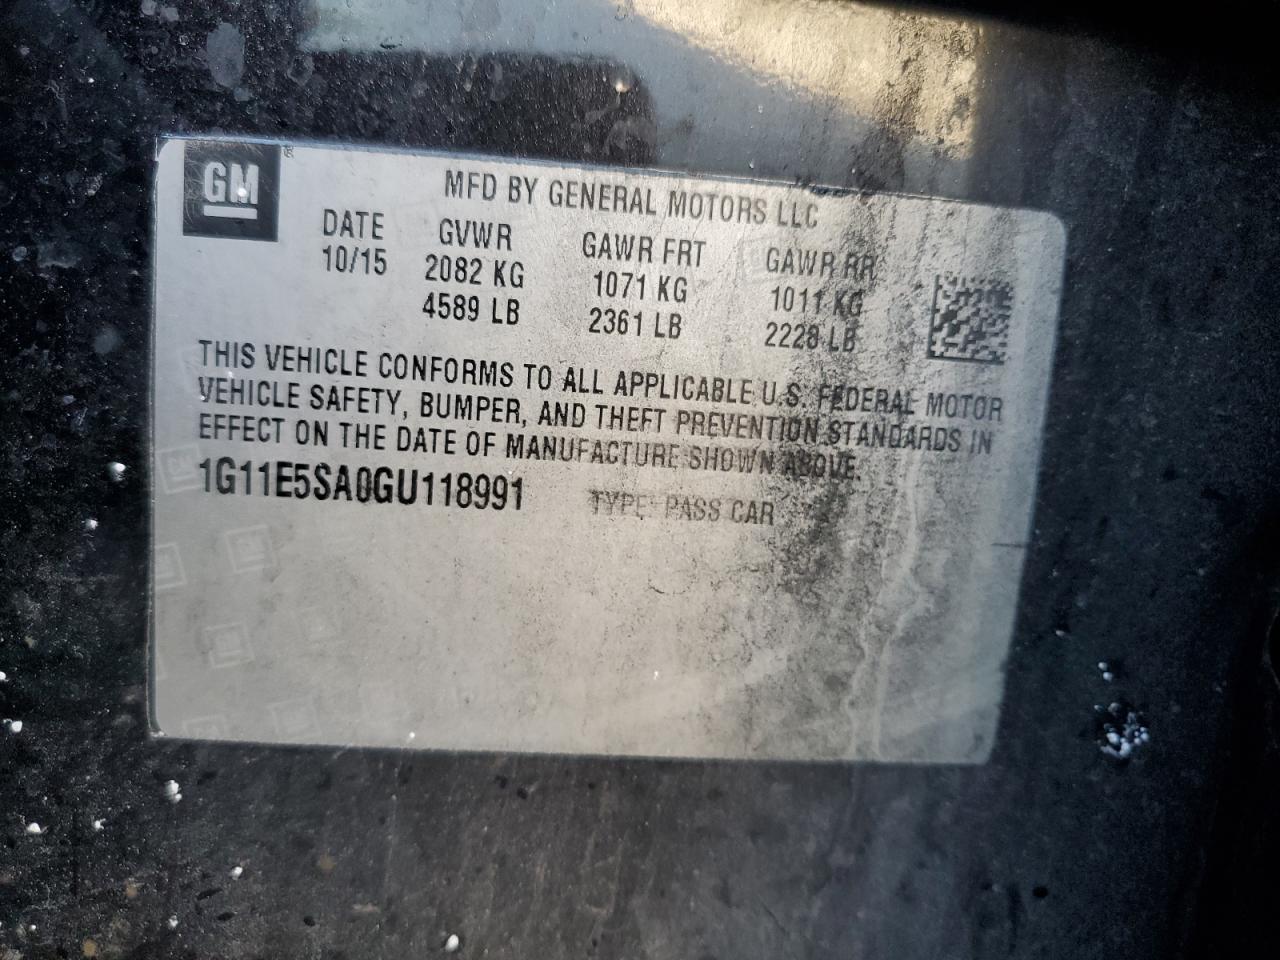 GM
MFD BY GENERAL MOTORS LLC
DATE GVWR GAWR FRT GAWR RR
10/15 2082 KG 1071 KG 1011 KG
4589 LB 2361 LB 2228 LB
THIS VEHICLE CONFORMS TO ALL APPLICABLE U.S. FEDERAL MOTOR
VEHICLE SAFETY, BUMPER, AND THEFT PREVENTION STANDARDS IN
EFFECT ON THE DATE OF MANUFACTURE SHOWN ABOVE.
1G11E5SA0GU118991 TYPE: PASS CAR